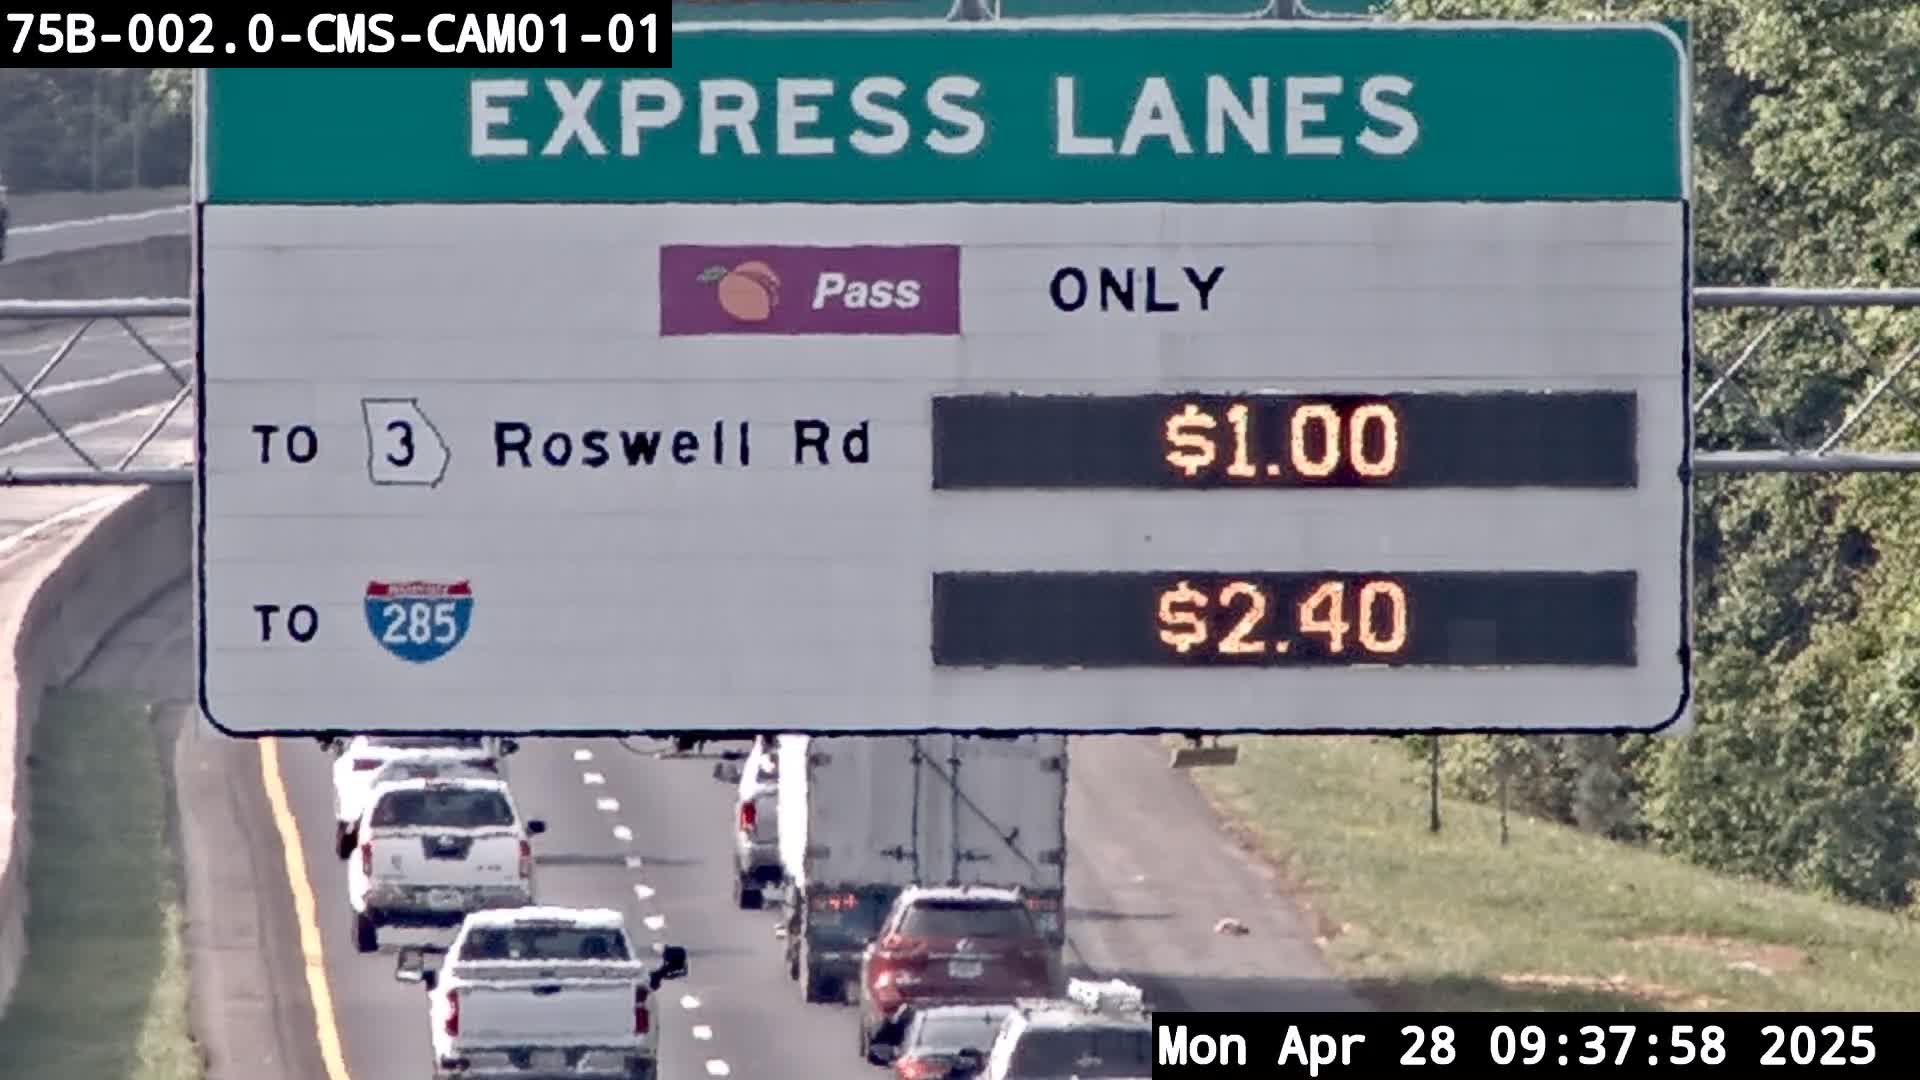 75B-002.0-CMS-CAM01-01
EXPRESS LANES
Pass ONLY
TO 3 Roswell Rd $1.00
TO 285 $2.40
Mon Apr 28 09:37:58 2025